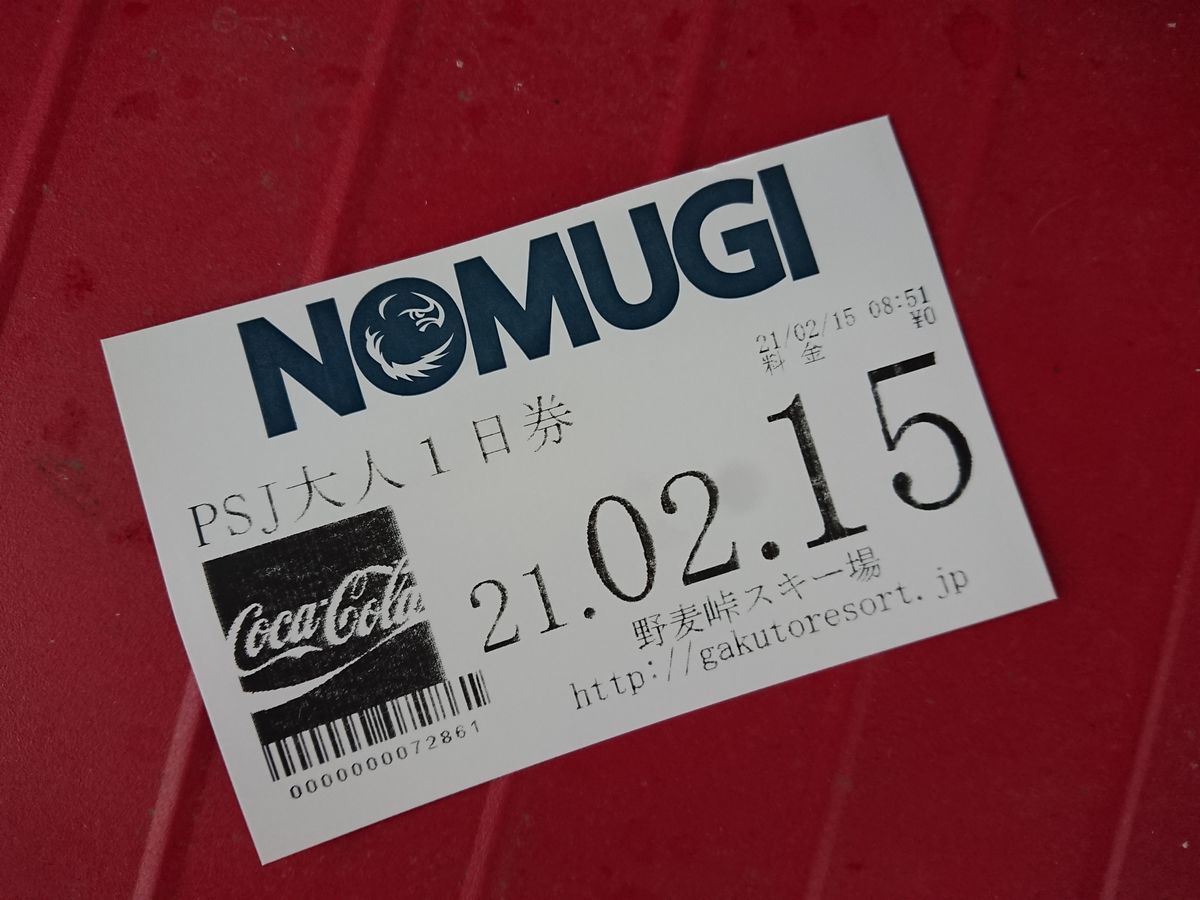 NOMUGI
21/02/15 08:51
料金 ¥0
PSJ大人1日券
21.02.15
Coca-Cola
野麦峠スキー場
http://gakutoresort.jp
0000000072861